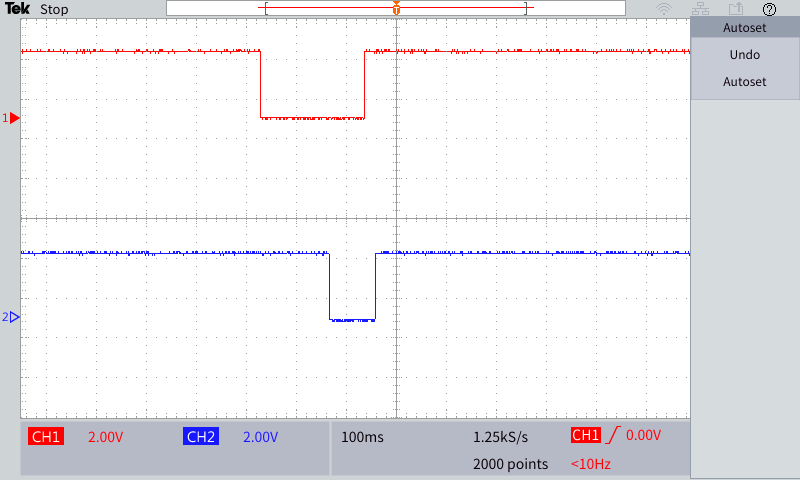 Tek Stop
T
Autoset
Undo
Autoset
1
2
CH1 2.00V CH2 2.00V 100ms 1.25kS/s CH1 0.00V
2000 points <10Hz